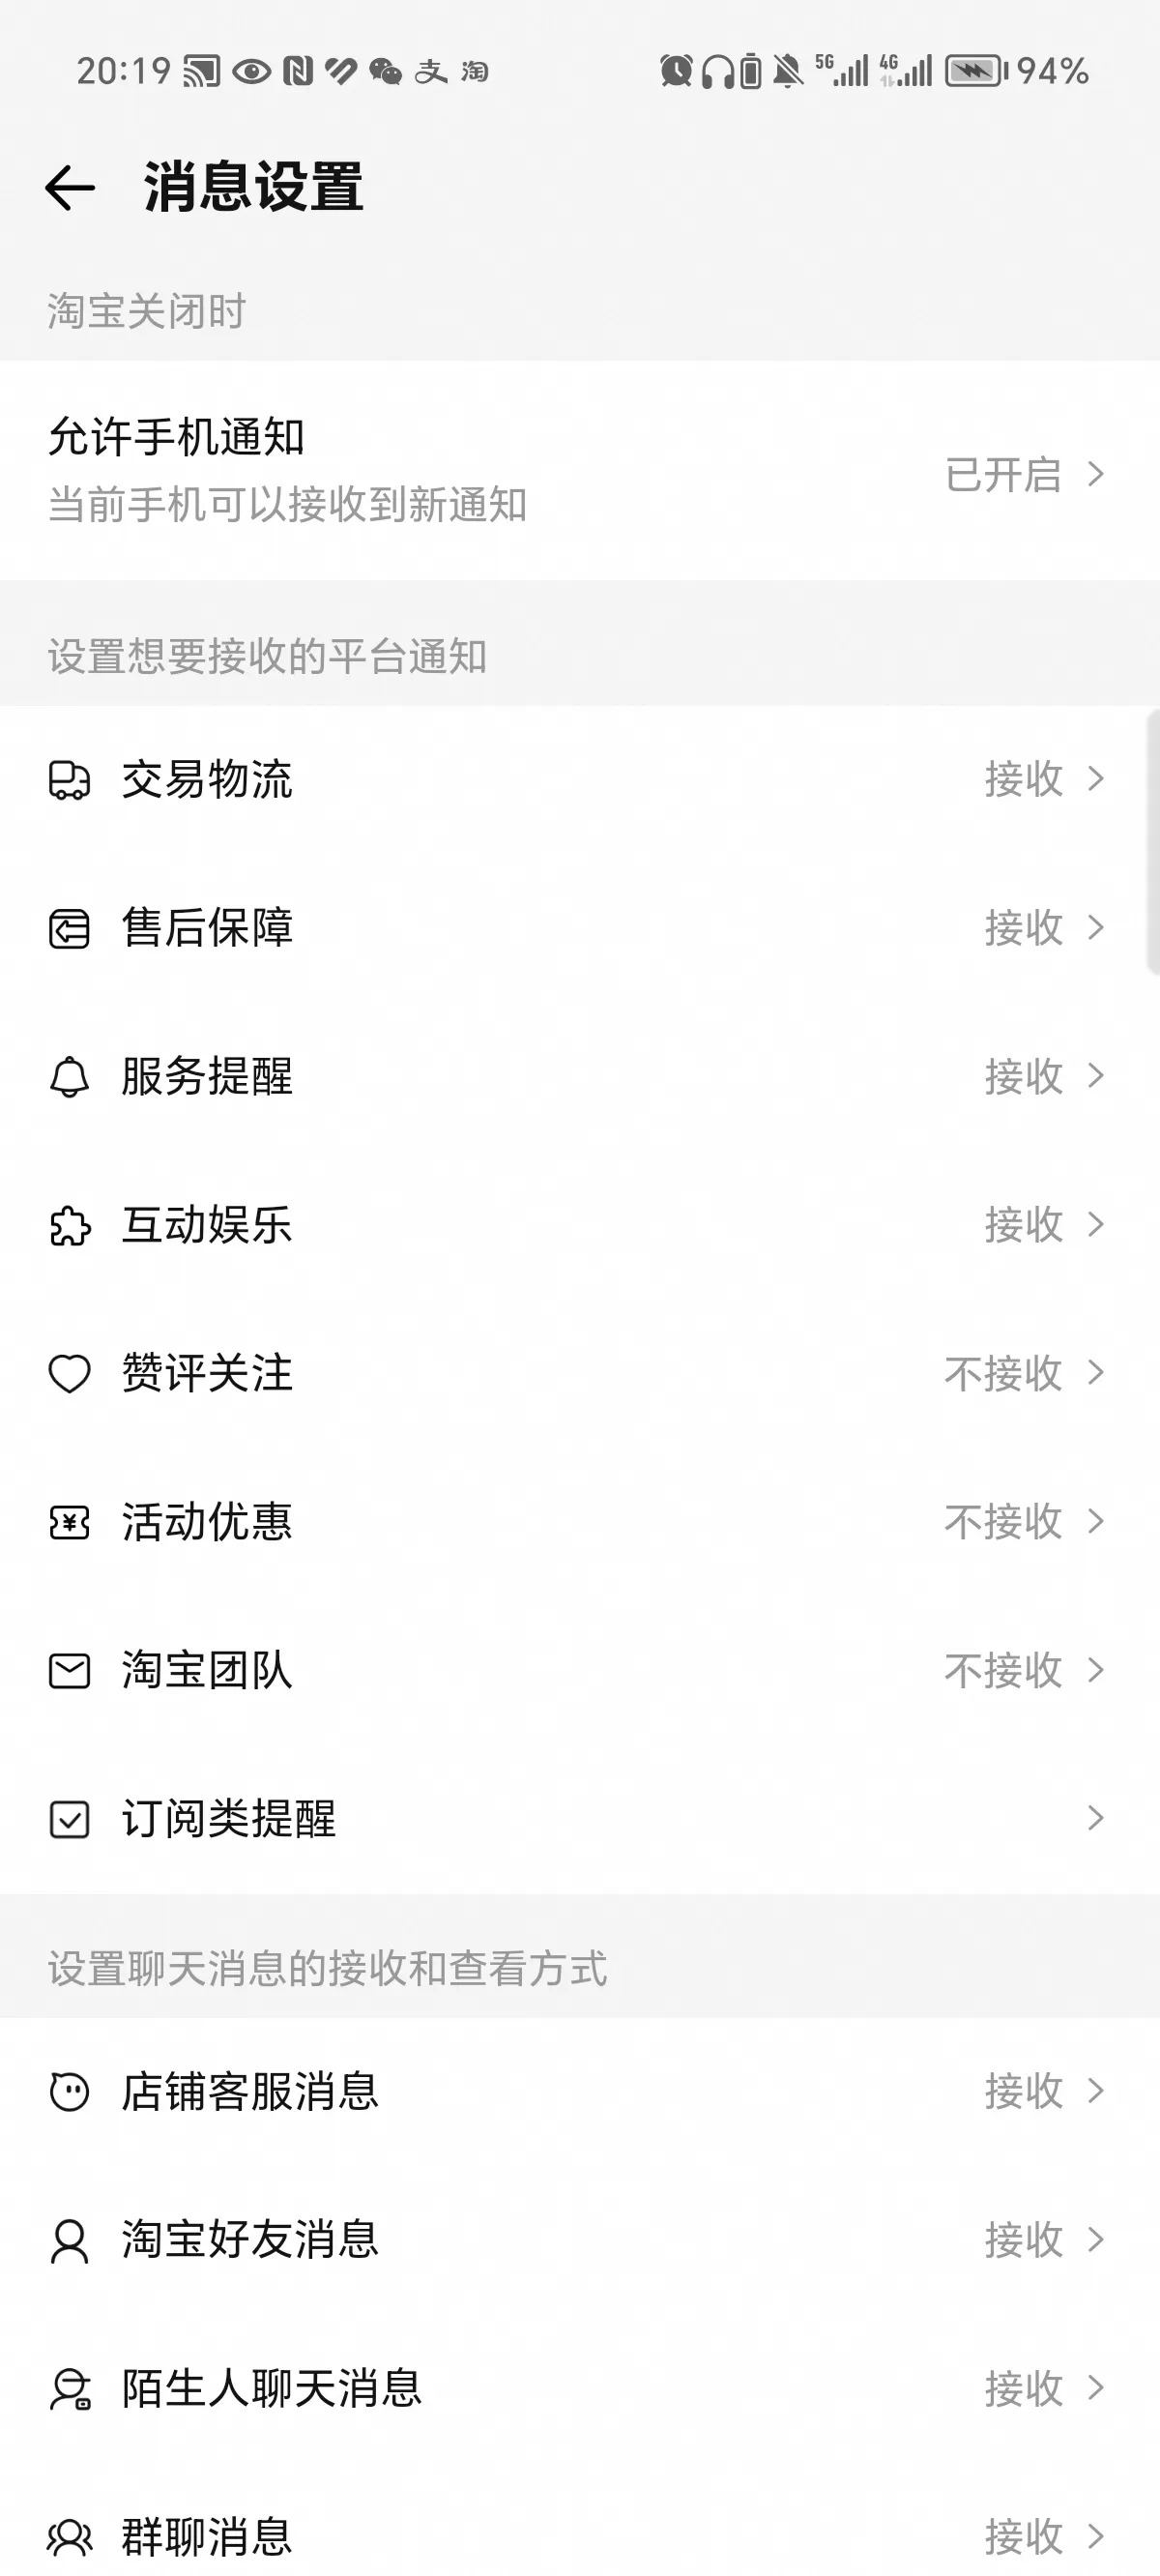 20:19 支 淘 5G 4G 94%
消息设置
淘宝关闭时
允许手机通知
当前手机可以接收到新通知
已开启
设置想要接收的平台通知
交易物流 接收
售后保障 接收
服务提醒 接收
互动娱乐 接收
赞评关注 不接收
活动优惠 不接收
淘宝团队 不接收
订阅类提醒
设置聊天消息的接收和查看方式
店铺客服消息 接收
淘宝好友消息 接收
陌生人聊天消息 接收
群聊消息 接收